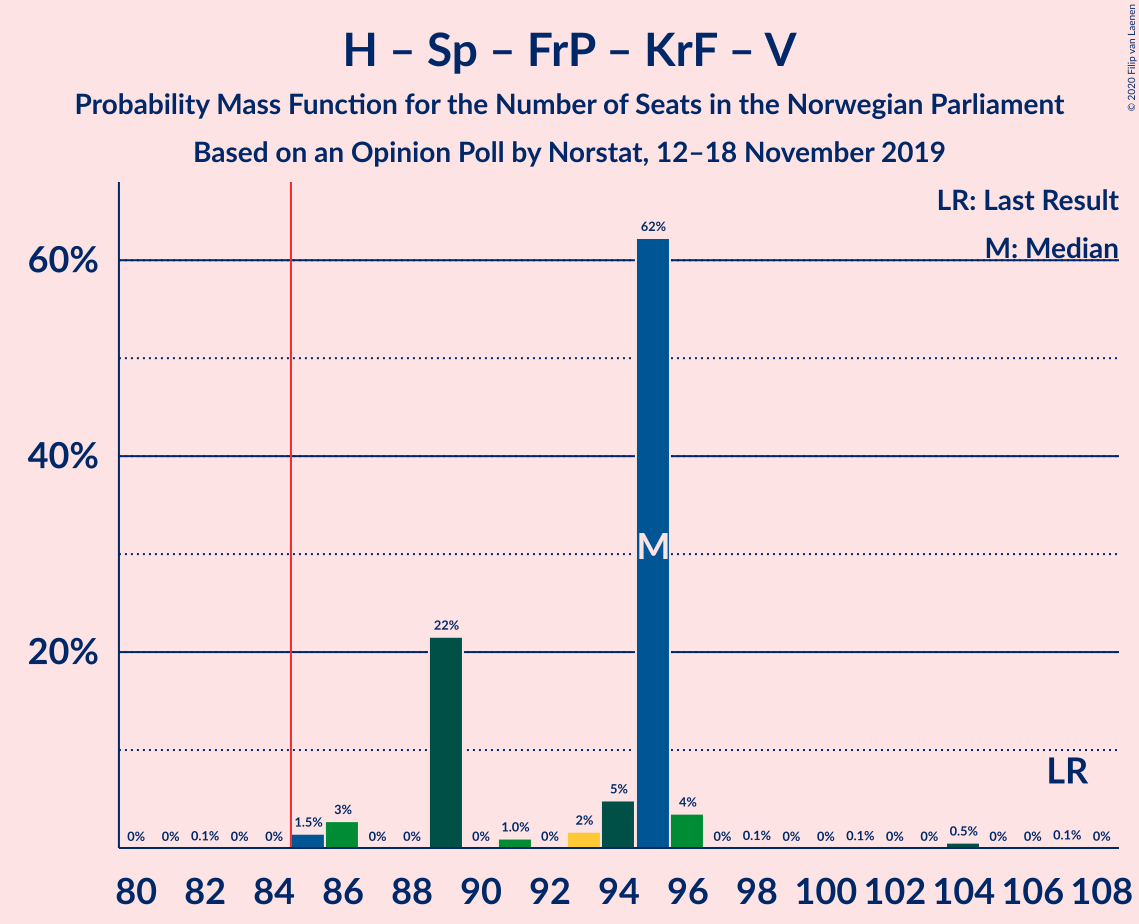 H – Sp – FrP – KrF – V
Probability Mass Function for the Number of Seats in the Norwegian Parliament
Based on an Opinion Poll by Norstat, 12–18 November 2019
© 2020 Filip van Laenen
LR: Last Result
M: Median
60%
40%
20%
62%
M
22%
LR
0% 0% 0.1% 0% 0% 1.5% 3% 0% 0% 0% 1.0% 0% 2% 5% 4% 0% 0.1% 0% 0% 0.1% 0% 0% 0.5% 0% 0% 0.1% 0%
80 82 84 86 88 90 92 94 96 98 100 102 104 106 108